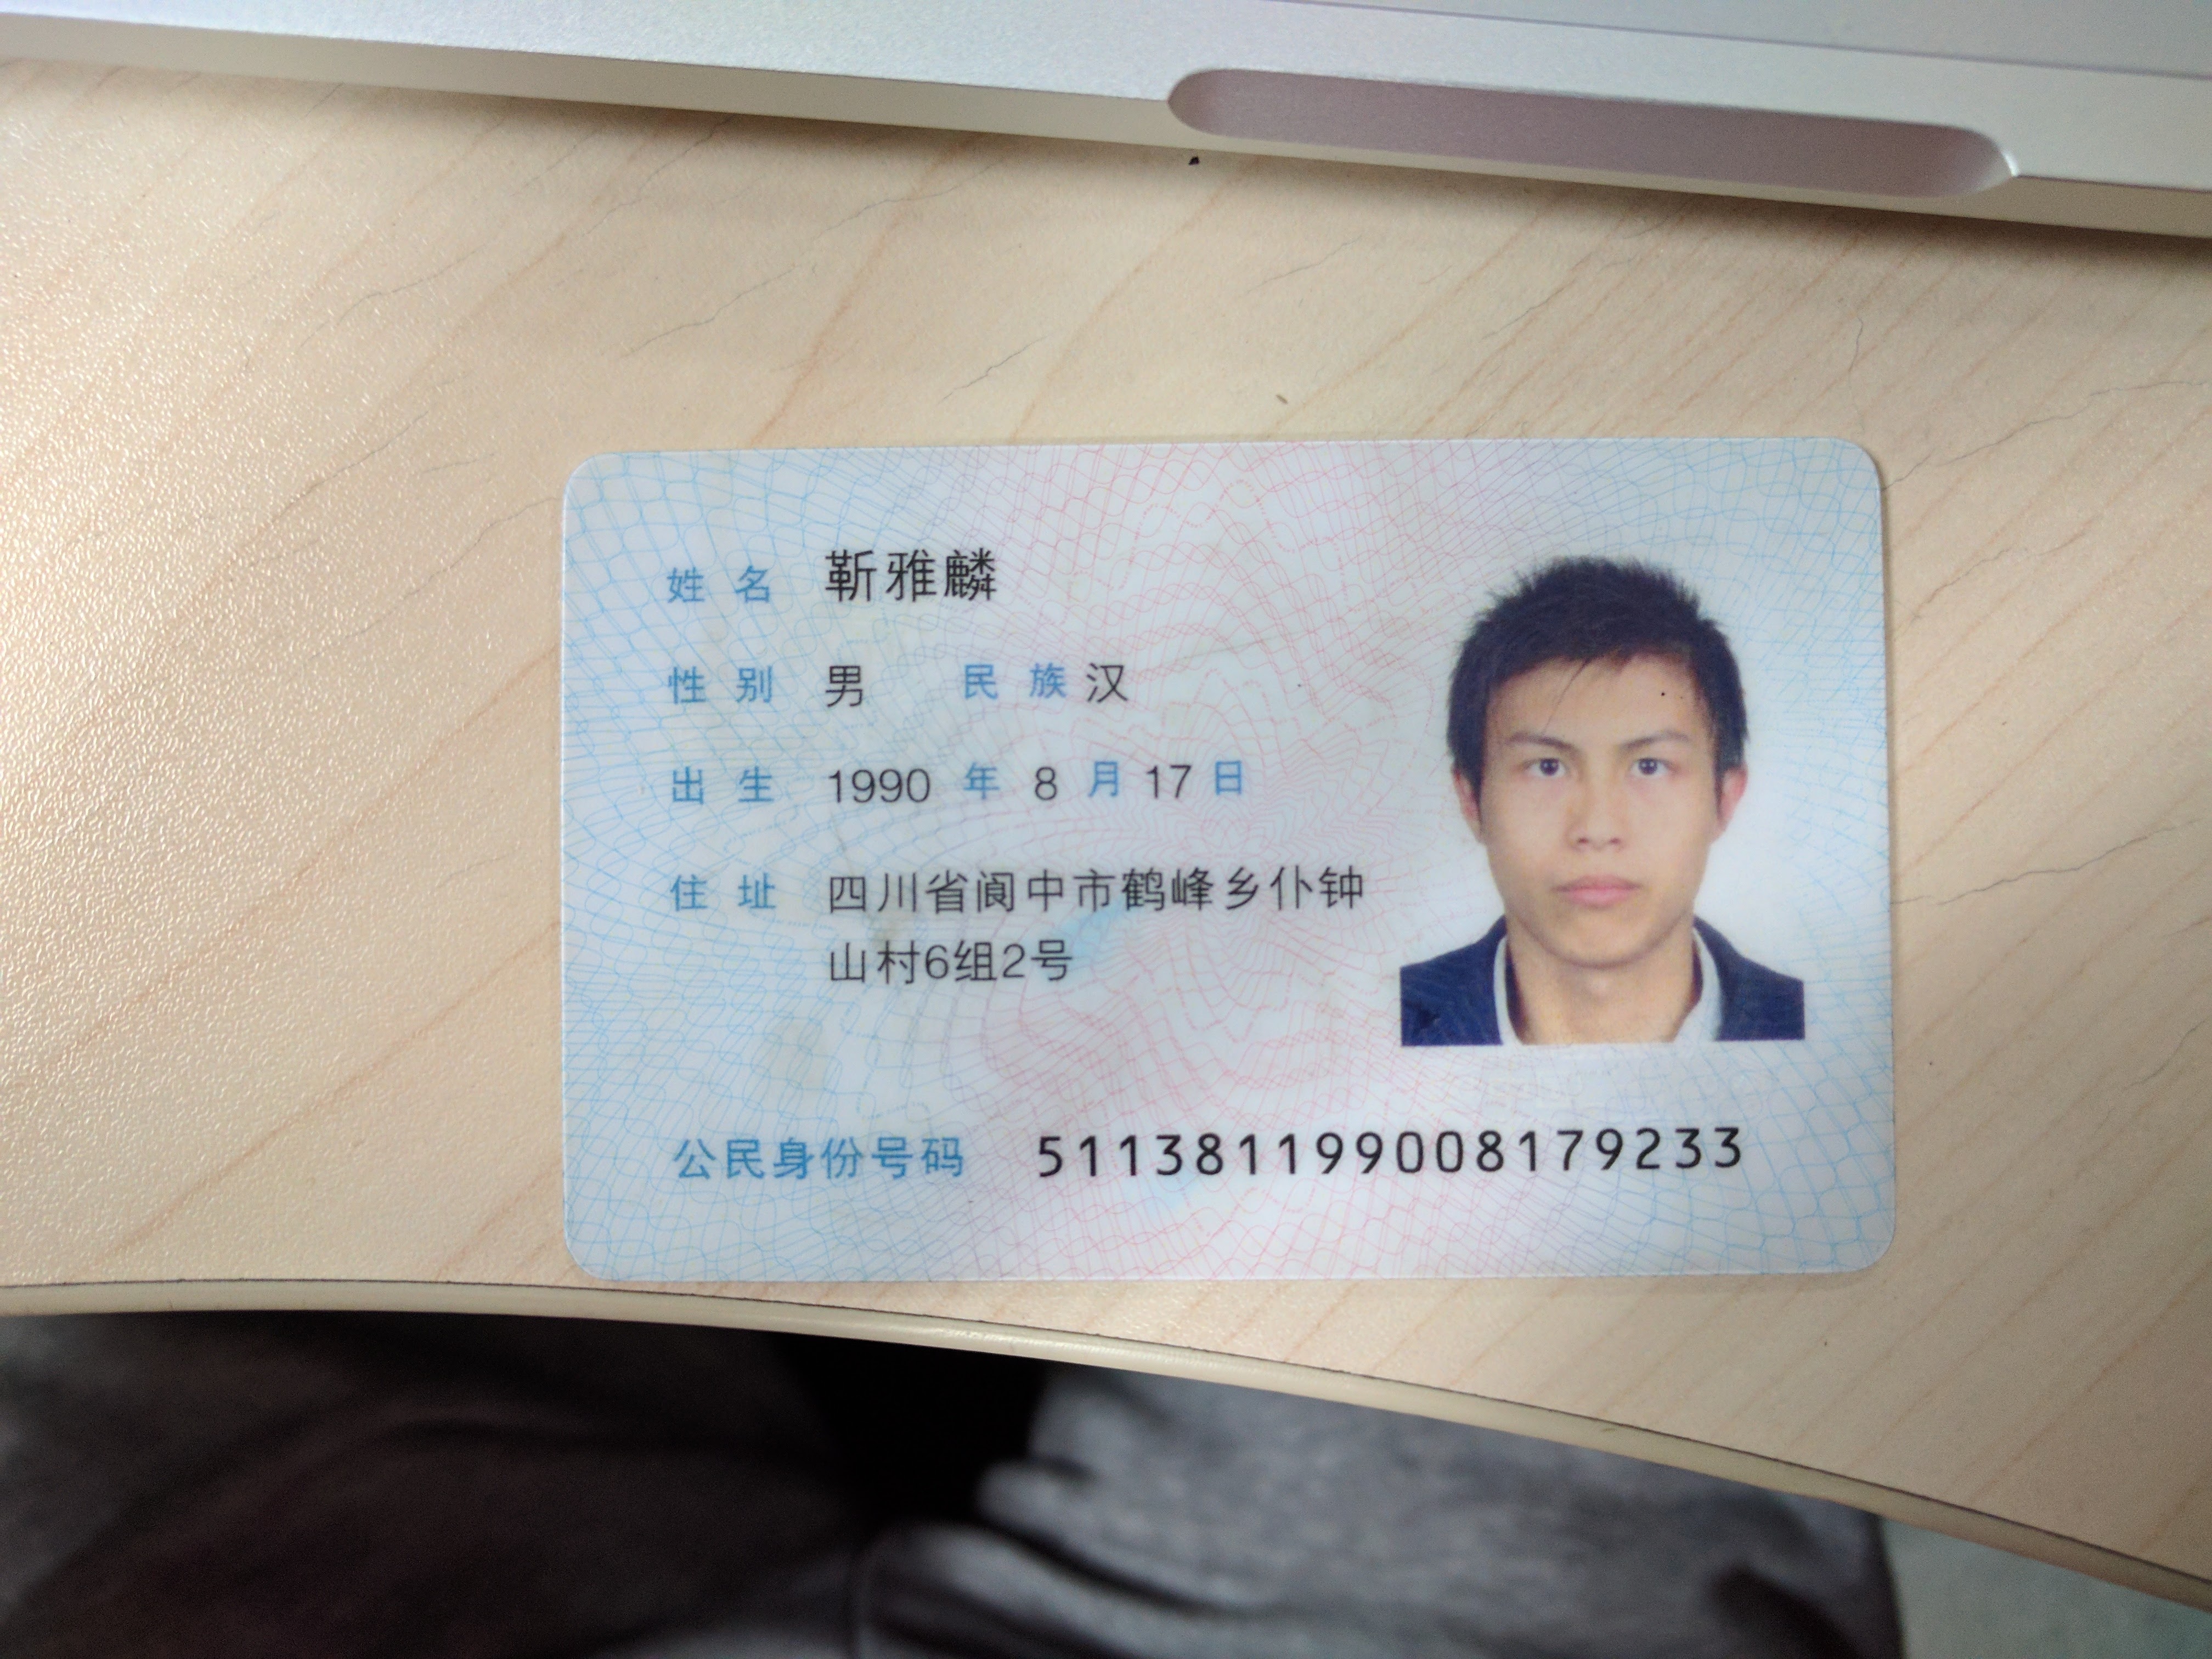 姓名 靳雅麟
性别 男 民族 汉
出生 1990 年 8 月 17 日
住址 四川省阆中市鹤峰乡仆钟
山村6组2号
公民身份号码 511381199008179233